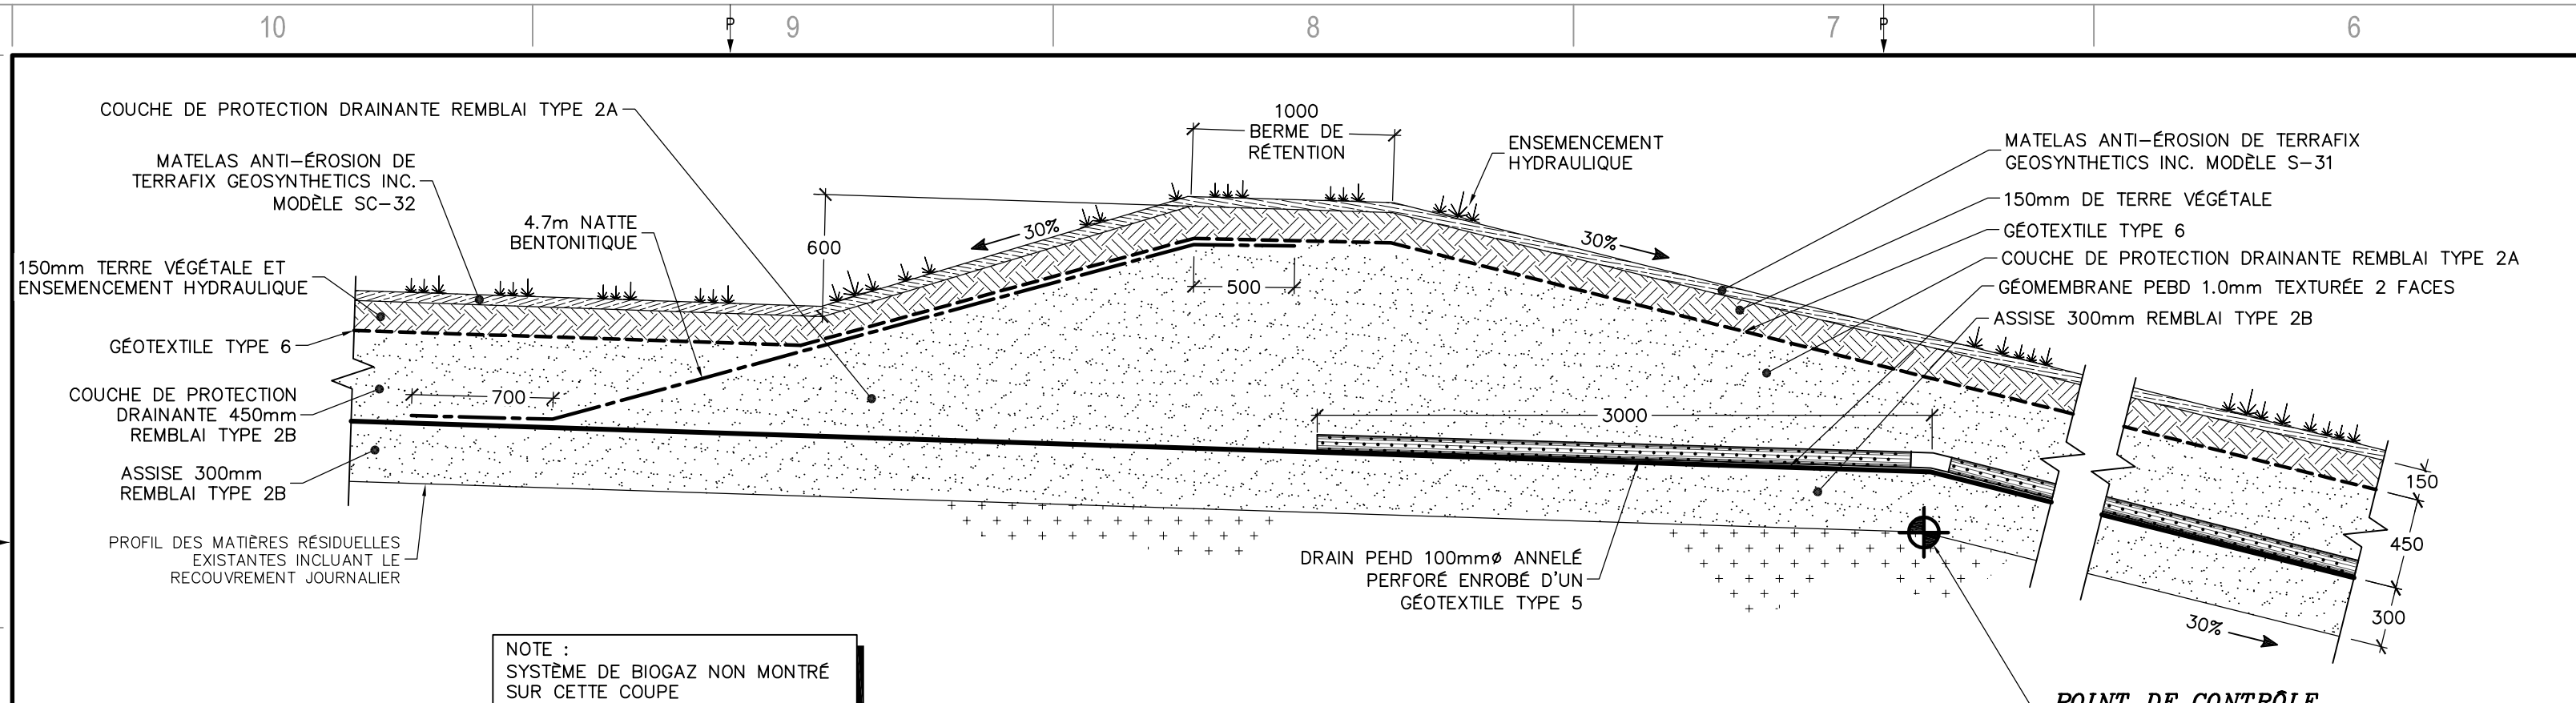 10
P
9
8
P
7
6
COUCHE DE PROTECTION DRAINANTE REMBLAI TYPE 2A
MATELAS ANTI-ÉROSION DE
TERRAFIX GEOSYNTHETICS INC.
MODÈLE SC-32
4.7m NATTE
BENTONITIQUE
150mm TERRE VÉGÉTALE ET
ENSEMENCEMENT HYDRAULIQUE
GÉOTEXTILE TYPE 6
COUCHE DE PROTECTION
DRAINANTE 450mm
REMBLAI TYPE 2B
ASSISE 300mm
REMBLAI TYPE 2B
PROFIL DES MATIÈRES RÉSIDUELLES
EXISTANTES INCLUANT LE
RECOUVREMENT JOURNALIER
700
600
30%
1000
BERME DE
RÉTENTION
500
ENSEMENCEMENT
HYDRAULIQUE
30%
3000
MATELAS ANTI-ÉROSION DE TERRAFIX
GEOSYNTHETICS INC. MODÈLE S-31
150mm DE TERRE VÉGÉTALE
GÉOTEXTILE TYPE 6
COUCHE DE PROTECTION DRAINANTE REMBLAI TYPE 2A
GÉOMEMBRANE PEBD 1.0mm TEXTURÉE 2 FACES
ASSISE 300mm REMBLAI TYPE 2B
DRAIN PEHD 100mmø ANNELÉ
PERFORÉ ENROBÉ D'UN
GÉOTEXTILE TYPE 5
150
450
300
30%
NOTE :
SYSTÈME DE BIOGAZ NON MONTRÉ
SUR CETTE COUPE
POINT DE CONTRÔLE